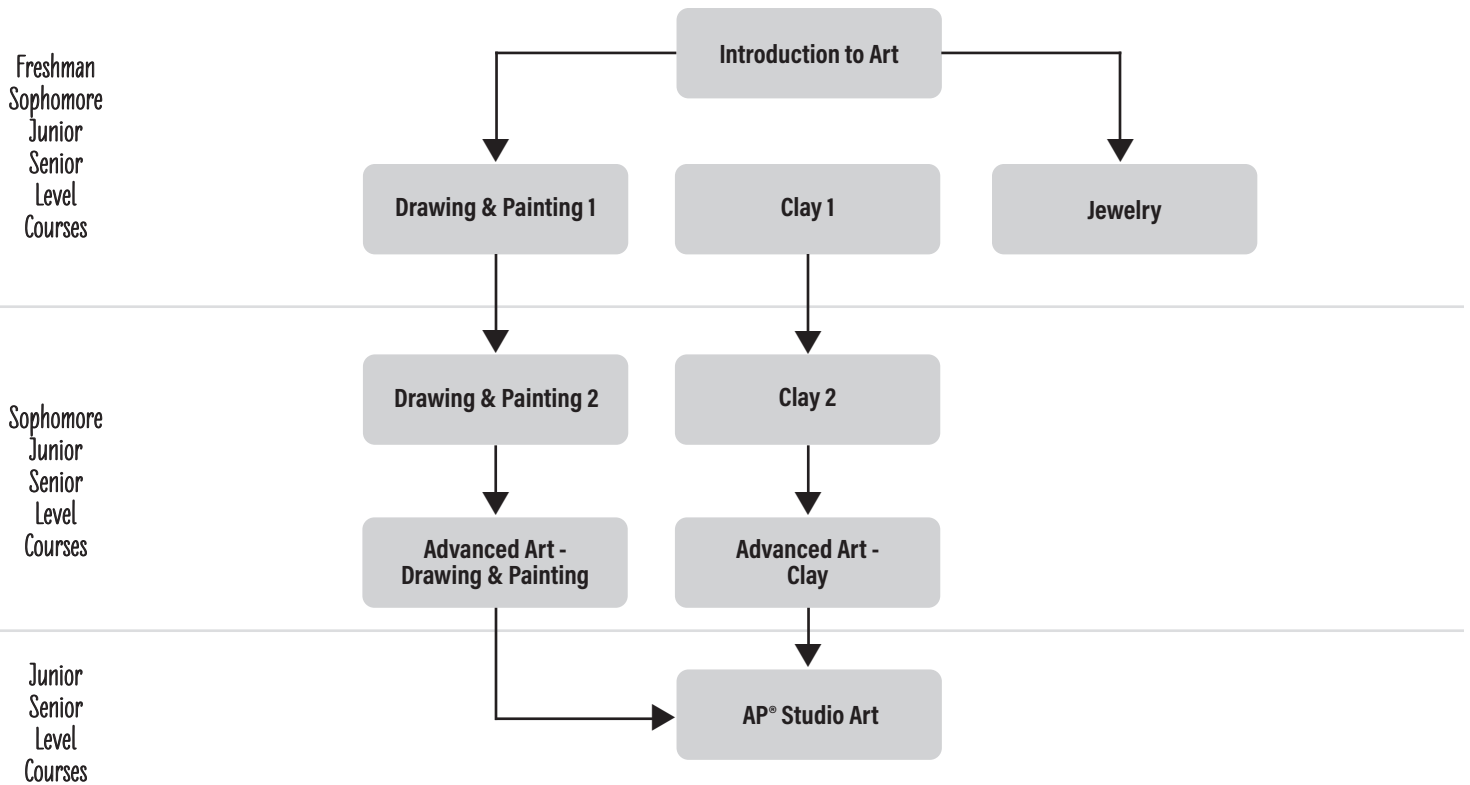 Introduction to Art
Freshman
Sophomore
Junior
Senior
Level
Courses
Drawing & Painting 1
Clay 1
Jewelry
Sophomore
Junior
Senior
Level
Courses
Drawing & Painting 2
Clay 2
Advanced Art -
Drawing & Painting
Advanced Art -
Clay
Junior
Senior
Level
Courses
AP® Studio Art